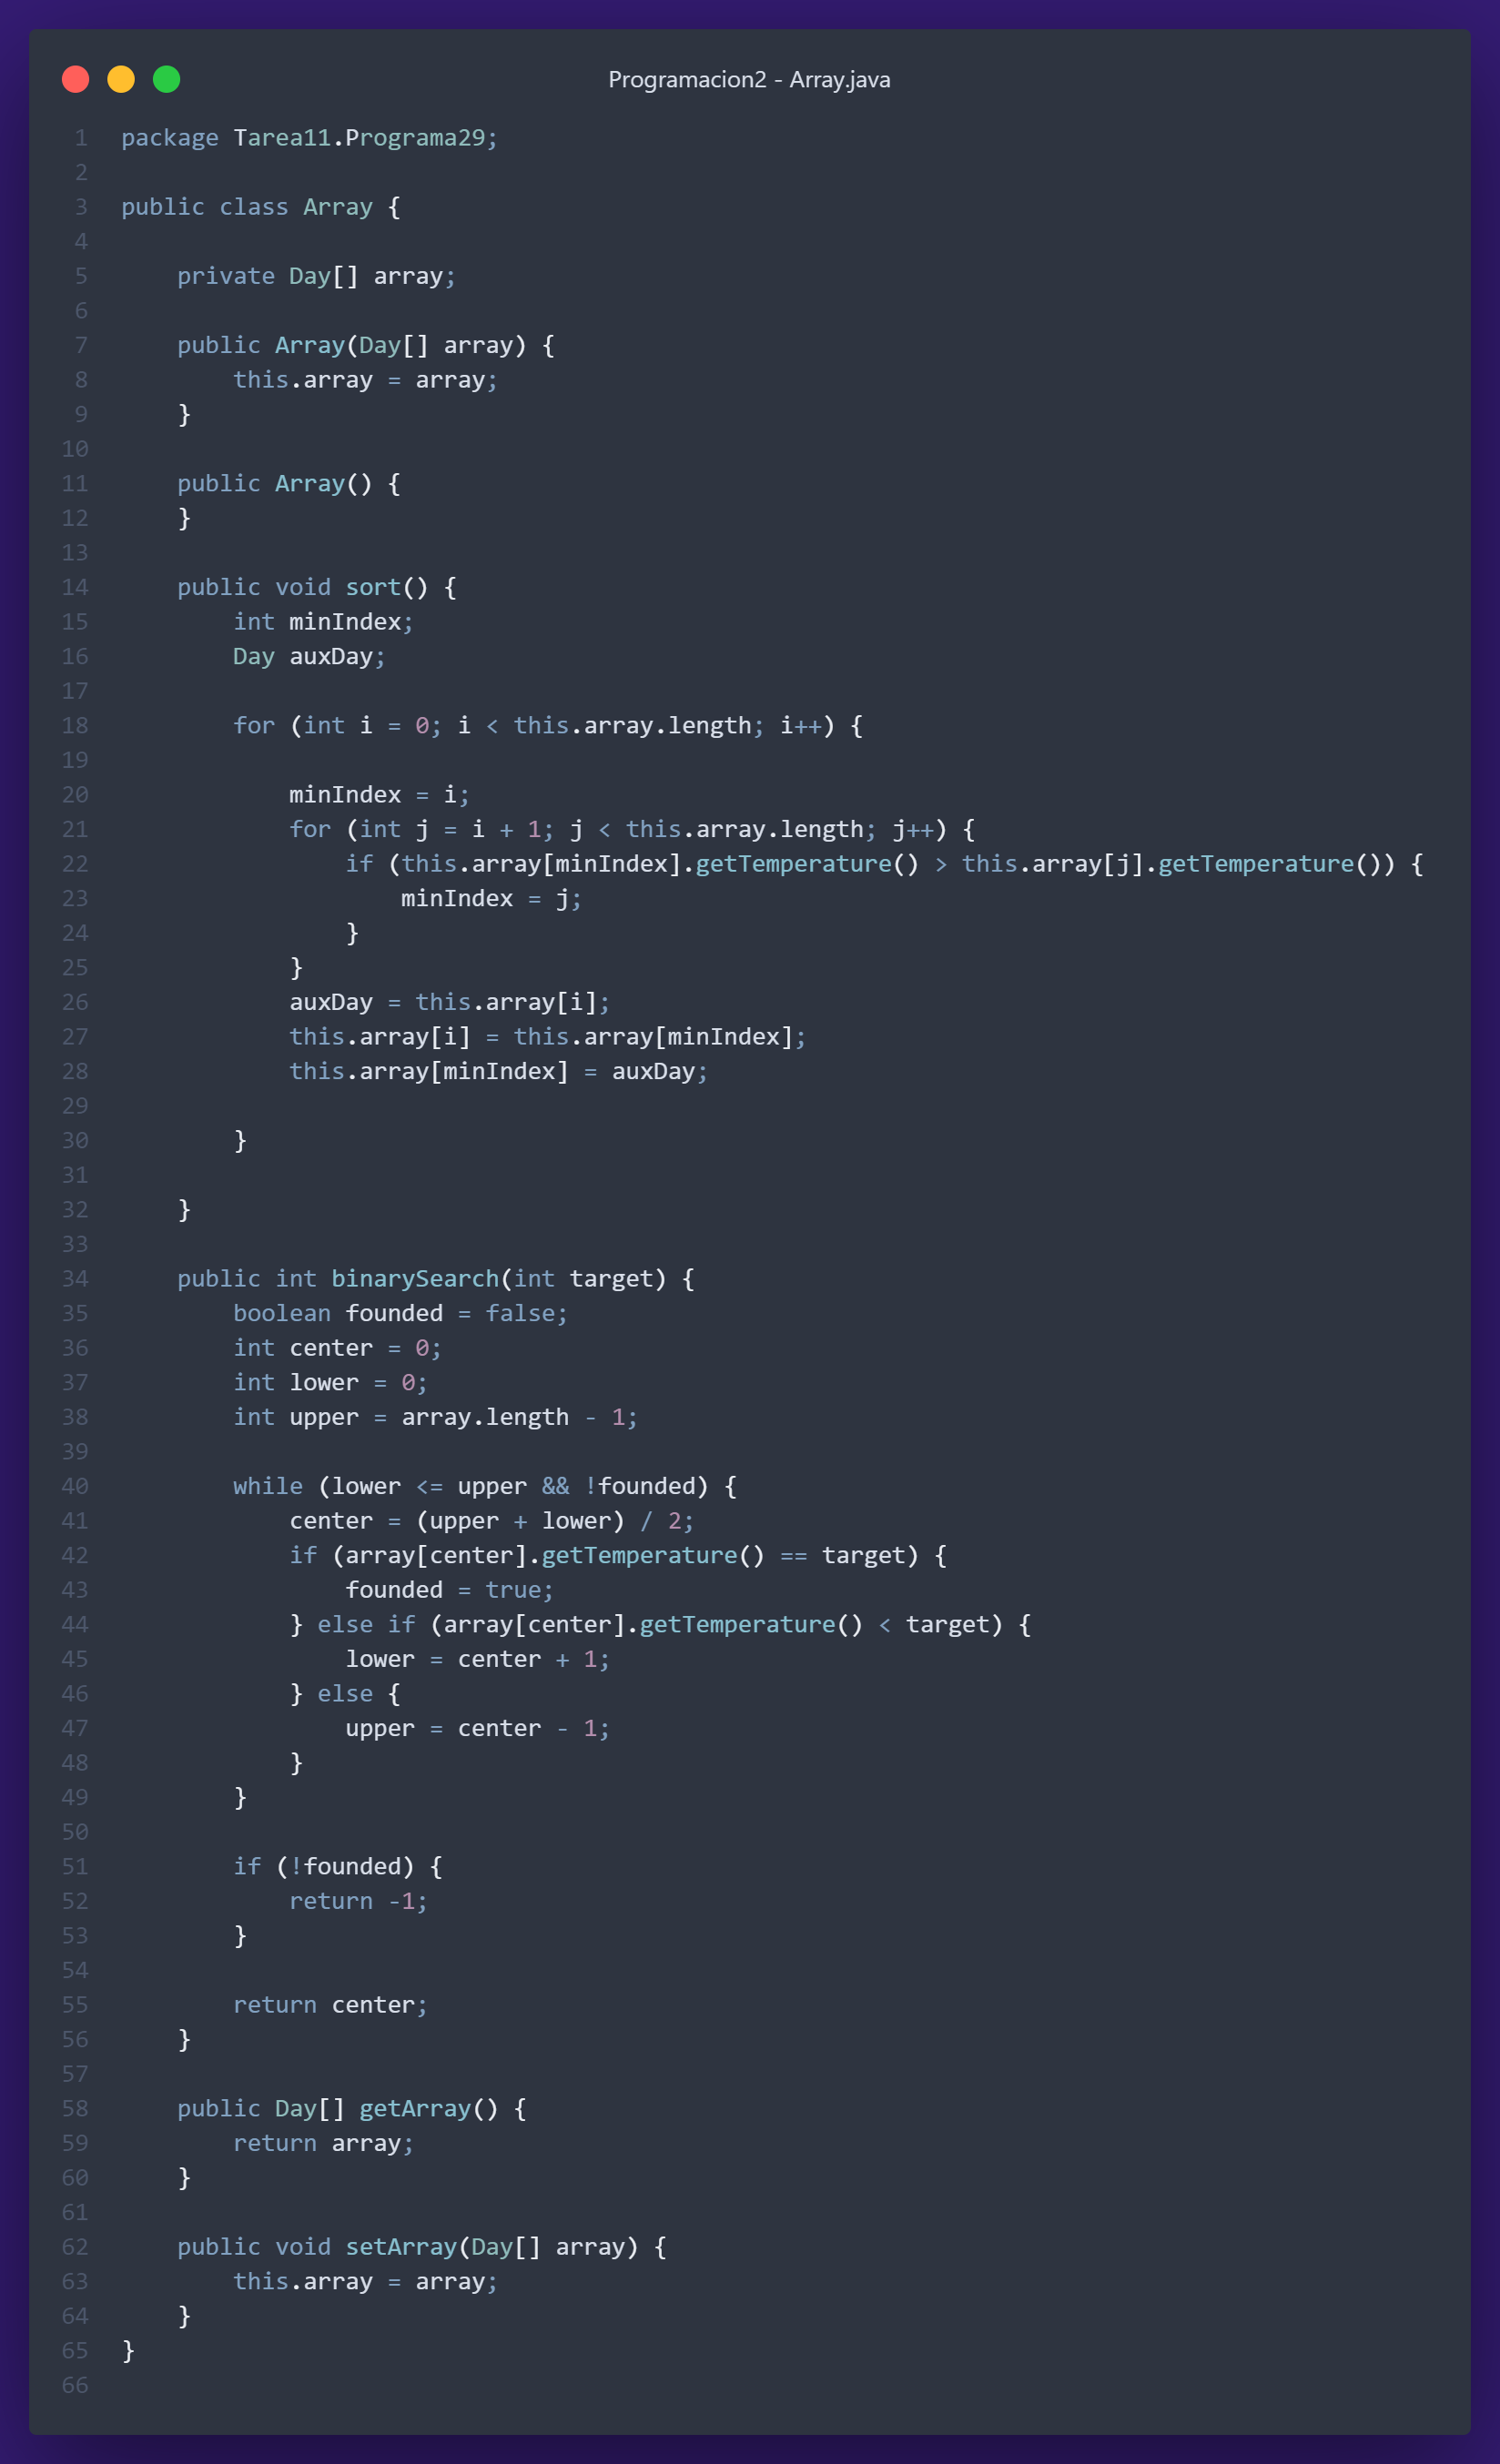 Programacion2 - Array.java
1 package Tarea11.Programa29;
2
3 public class Array {
4
5     private Day[] array;
6
7     public Array(Day[] array) {
8         this.array = array;
9     }
10
11     public Array() {
12     }
13
14     public void sort() {
15         int minIndex;
16         Day auxDay;
17
18         for (int i = 0; i < this.array.length; i++) {
19
20             minIndex = i;
21             for (int j = i + 1; j < this.array.length; j++) {
22                 if (this.array[minIndex].getTemperature() > this.array[j].getTemperature()) {
23                     minIndex = j;
24                 }
25             }
26             auxDay = this.array[i];
27             this.array[i] = this.array[minIndex];
28             this.array[minIndex] = auxDay;
29
30         }
31
32     }
33
34     public int binarySearch(int target) {
35         boolean founded = false;
36         int center = 0;
37         int lower = 0;
38         int upper = array.length - 1;
39
40         while (lower <= upper && !founded) {
41             center = (upper + lower) / 2;
42             if (array[center].getTemperature() == target) {
43                 founded = true;
44             } else if (array[center].getTemperature() < target) {
45                 lower = center + 1;
46             } else {
47                 upper = center - 1;
48             }
49         }
50
51         if (!founded) {
52             return -1;
53         }
54
55         return center;
56     }
57
58     public Day[] getArray() {
59         return array;
60     }
61
62     public void setArray(Day[] array) {
63         this.array = array;
64     }
65 }
66